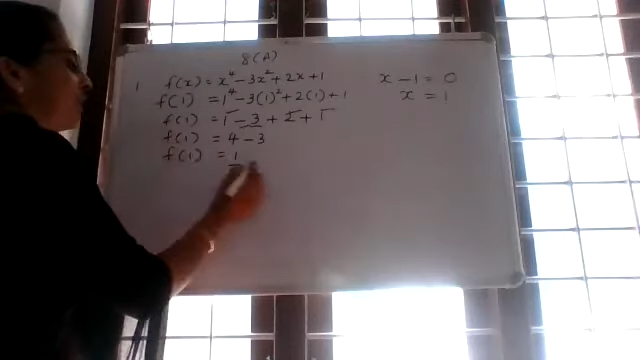 8(A)
1 f(x) = x⁴ - 3x² + 2x + 1
x - 1 = 0
f(1) = 1⁴ - 3(1)² + 2(1) + 1
x = 1
f(1) = 1 - 3 + 2 + 1
f(1) = 4 - 3
f(1) = 1